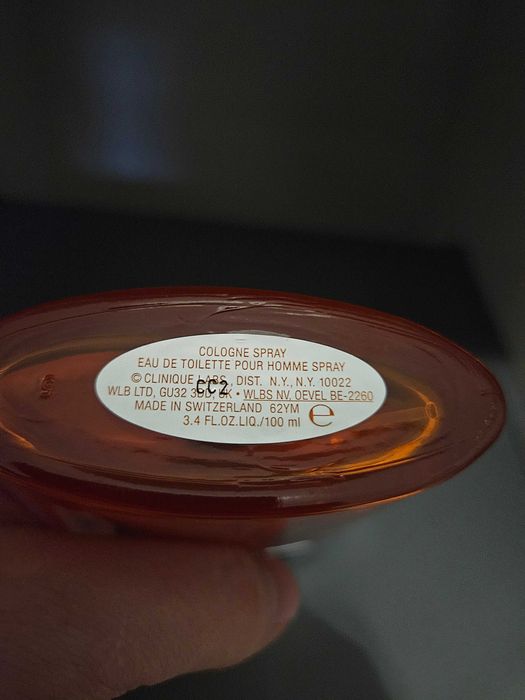 COLOGNE SPRAY
EAU DE TOILETTE POUR HOMME SPRAY
© CLINIQUE LABS, DIST. N.Y., N.Y. 10022
WLB LTD, GU32 UK • WLBS NV, OEVEL BE-2260
MADE IN SWITZERLAND 62YM e
3.4 FL.OZ.LIQ./100 ml